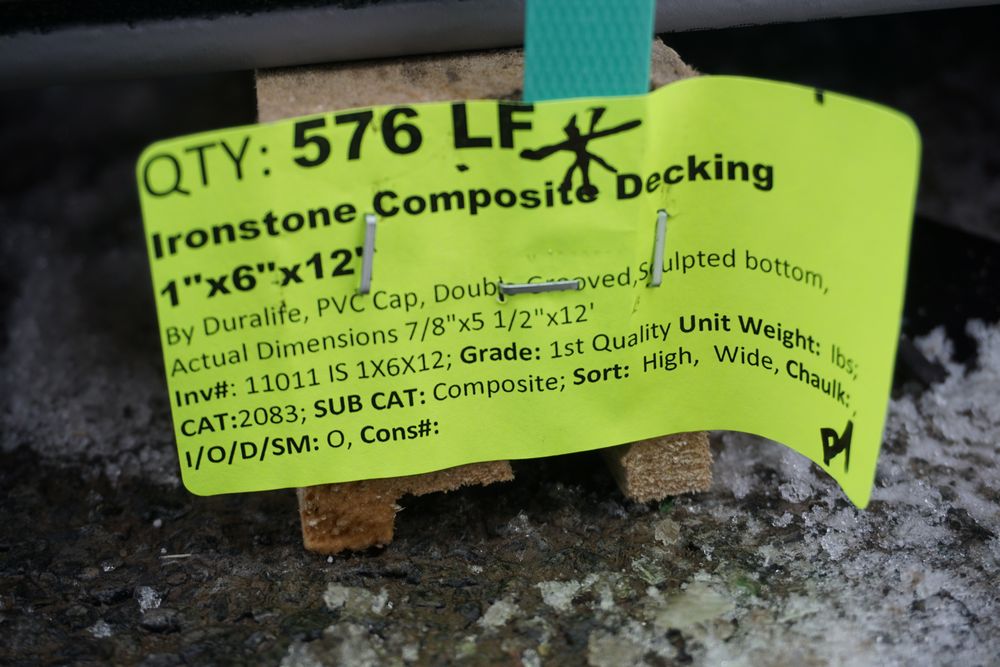 QTY: 576 LF
Ironstone Composite Decking
1"x6"x12'
By Duralife, PVC Cap, Double Grooved, Sculpted bottom,
Actual Dimensions 7/8"x5 1/2"x12'
Inv#: 11011 IS 1X6X12; Grade: 1st Quality Unit Weight: lbs;
CAT:2083; SUB CAT: Composite; Sort: High, Wide, Chaulk: ,
I/O/D/SM: O, Cons#: